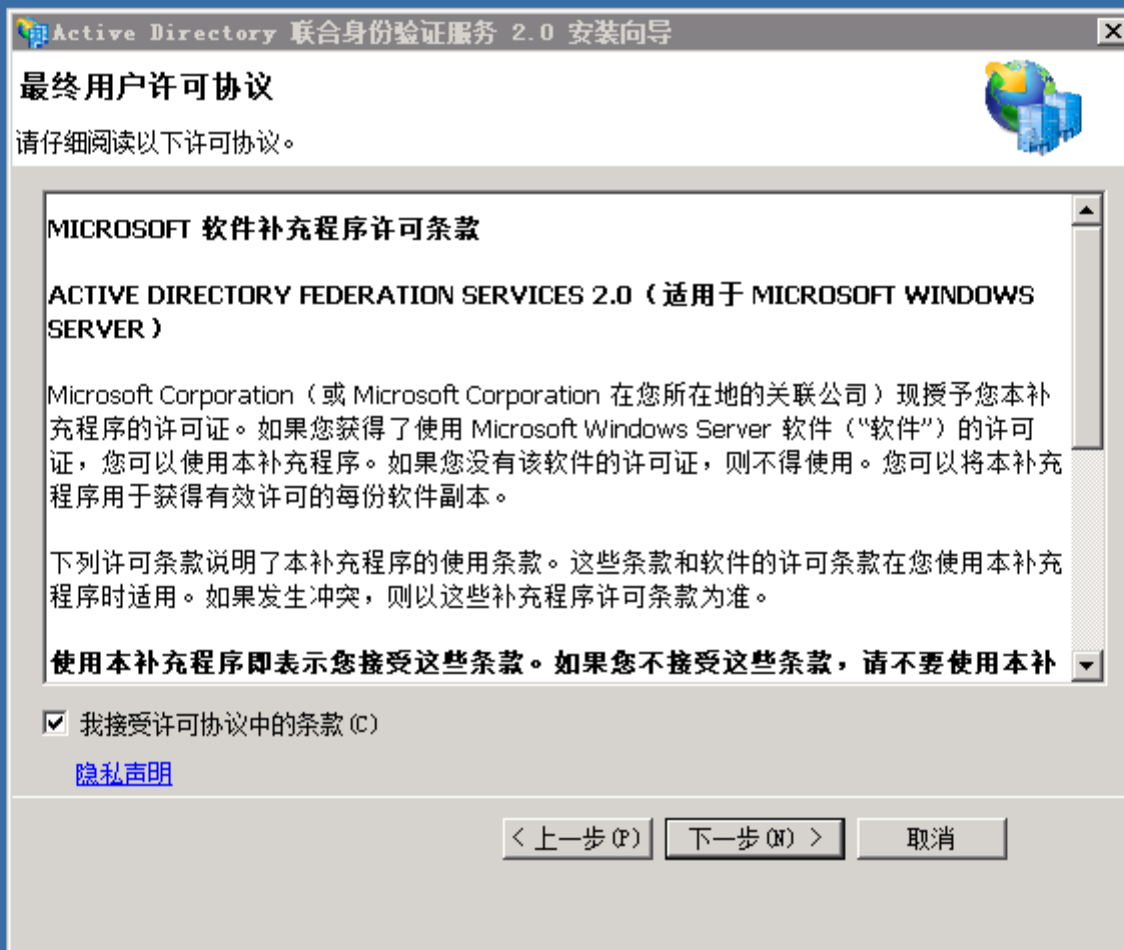 Active Directory 联合身份验证服务 2.0 安装向导
最终用户许可协议
请仔细阅读以下许可协议。
MICROSOFT 软件补充程序许可条款
ACTIVE DIRECTORY FEDERATION SERVICES 2.0（适用于 MICROSOFT WINDOWS
SERVER）
Microsoft Corporation（或 Microsoft Corporation 在您所在地的关联公司）现授予您本补
充程序的许可证。如果您获得了使用 Microsoft Windows Server 软件（“软件”）的许可
证，您可以使用本补充程序。如果您没有该软件的许可证，则不得使用。您可以将本补充
程序用于获得有效许可的每份软件副本。
下列许可条款说明了本补充程序的使用条款。这些条款和软件的许可条款在您使用本补充
程序时适用。如果发生冲突，则以这些补充程序许可条款为准。
使用本补充程序即表示您接受这些条款。如果您不接受这些条款，请不要使用本补
我接受许可协议中的条款(C)
隐私声明
< 上一步(P) 下一步(N) > 取消